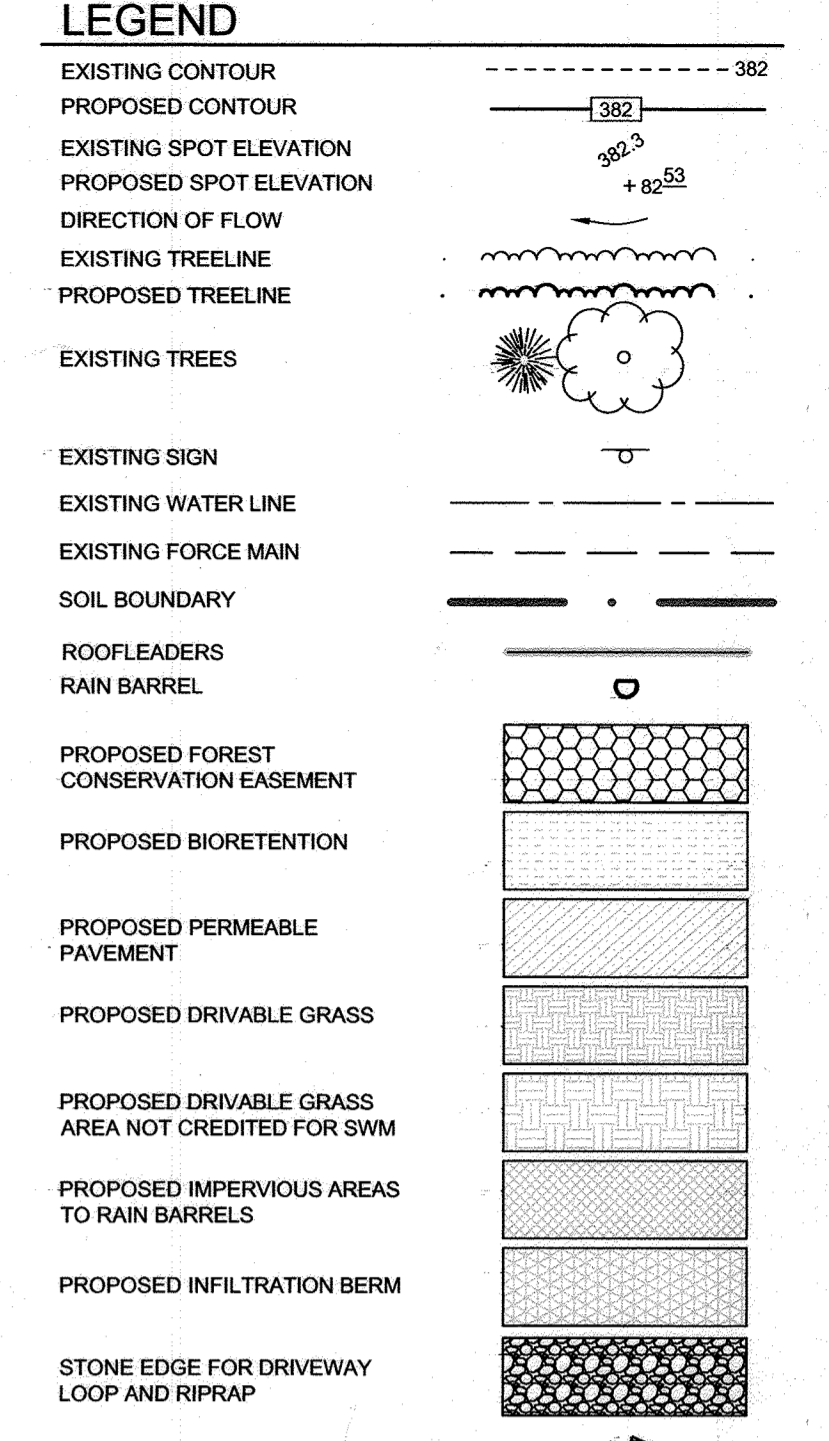 LEGEND
EXISTING CONTOUR 382
PROPOSED CONTOUR 382
EXISTING SPOT ELEVATION 382.3
PROPOSED SPOT ELEVATION + 82 53
DIRECTION OF FLOW
EXISTING TREELINE
PROPOSED TREELINE
EXISTING TREES
EXISTING SIGN
EXISTING WATER LINE
EXISTING FORCE MAIN
SOIL BOUNDARY
ROOFLEADERS
RAIN BARREL
PROPOSED FOREST
CONSERVATION EASEMENT
PROPOSED BIORETENTION
PROPOSED PERMEABLE
PAVEMENT
PROPOSED DRIVABLE GRASS
PROPOSED DRIVABLE GRASS
AREA NOT CREDITED FOR SWM
PROPOSED IMPERVIOUS AREAS
TO RAIN BARRELS
PROPOSED INFILTRATION BERM
STONE EDGE FOR DRIVEWAY
LOOP AND RIPRAP